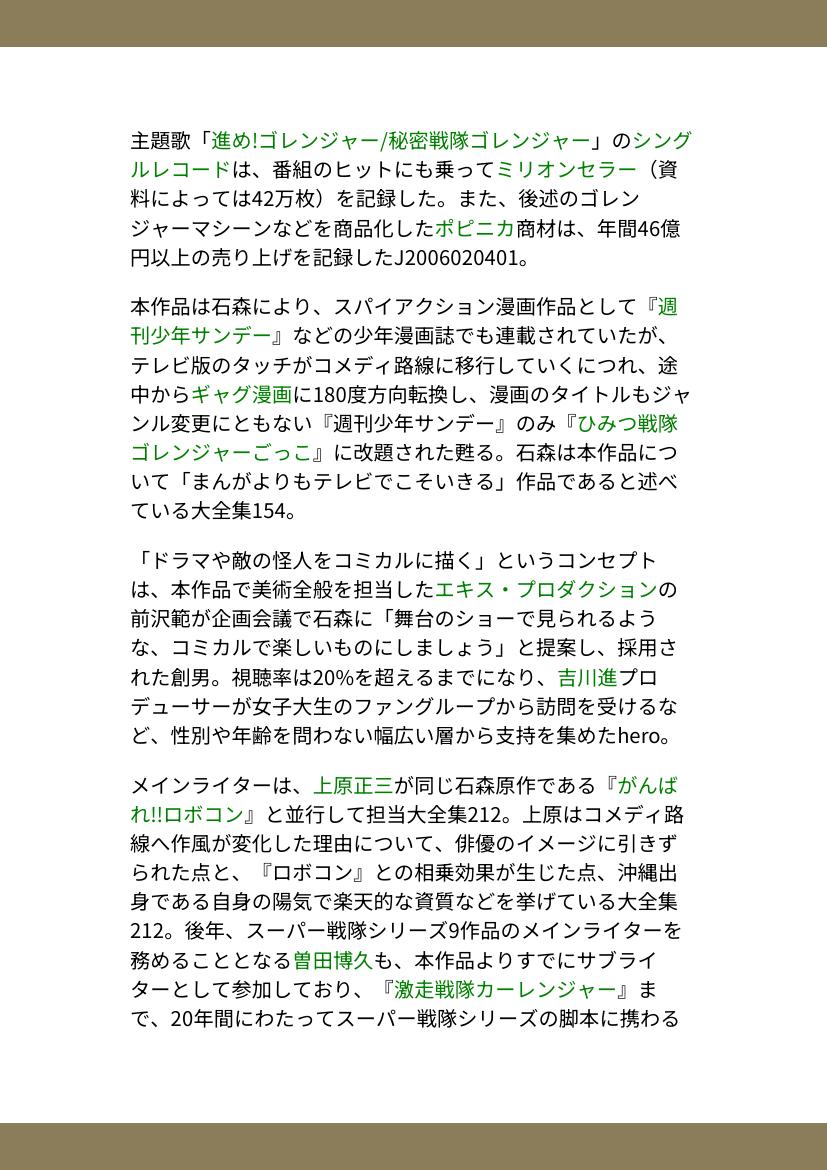 主題歌「進め!ゴレンジャー/秘密戦隊ゴレンジャー」のシング
ルレコードは、番組のヒットにも乗ってミリオンセラー（資
料によっては42万枚）を記録した。また、後述のゴレン
ジャーマシーンなどを商品化したポピニカ商材は、年間46億
円以上の売り上げを記録したJ2006020401。
本作品は石森により、スパイアクション漫画作品として『週
刊少年サンデー』などの少年漫画誌でも連載されていたが、
テレビ版のタッチがコメディ路線に移行していくにつれ、途
中からギャグ漫画に180度方向転換し、漫画のタイトルもジャ
ンル変更にともない『週刊少年サンデー』のみ『ひみつ戦隊
ゴレンジャーごっこ』に改題された甦る。石森は本作品につ
いて「まんがよりもテレビでこそいきる」作品であると述べ
ている大全集154。
「ドラマや敵の怪人をコミカルに描く」というコンセプト
は、本作品で美術全般を担当したエキス・プロダクションの
前沢範が企画会議で石森に「舞台のショーで見られるよう
な、コミカルで楽しいものにしましょう」と提案し、採用さ
れた創男。視聴率は20%を超えるまでになり、吉川進プロ
デューサーが女子大生のファングループから訪問を受けるな
ど、性別や年齢を問わない幅広い層から支持を集めたhero。
メインライターは、上原正三が同じ石森原作である『がんば
れ!!ロボコン』と並行して担当大全集212。上原はコメディ路
線へ作風が変化した理由について、俳優のイメージに引きず
られた点と、『ロボコン』との相乗効果が生じた点、沖縄出
身である自身の陽気で楽天的な資質などを挙げている大全集
212。後年、スーパー戦隊シリーズ9作品のメインライターを
務めることとなる曽田博久も、本作品よりすでにサブライ
ターとして参加しており、『激走戦隊カーレンジャー』ま
で、20年間にわたってスーパー戦隊シリーズの脚本に携わる